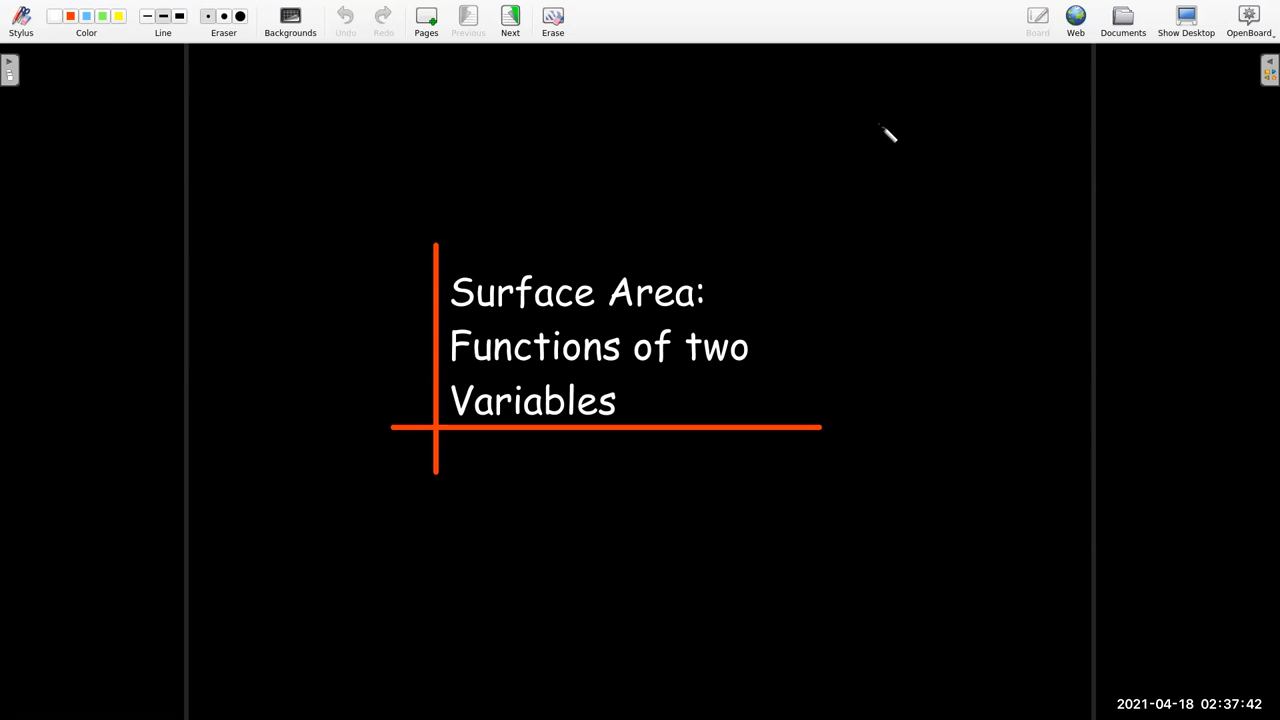 Stylus
Color
Line
Eraser
Backgrounds
Undo
Redo
Pages
Previous
Next
Erase
Board
Web
Documents
Show Desktop
OpenBoard
Surface Area:
Functions of two
Variables
2021-04-18 02:37:42